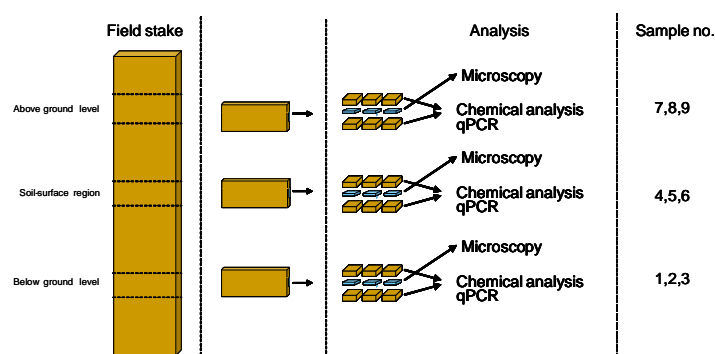 Field stake
Analysis
Sample no.
Microscopy
Above ground level
Chemical analysis
qPCR
7,8,9
Microscopy
Soil-surface region
Chemical analysis
qPCR
4,5,6
Microscopy
Below ground level
Chemical analysis
qPCR
1,2,3